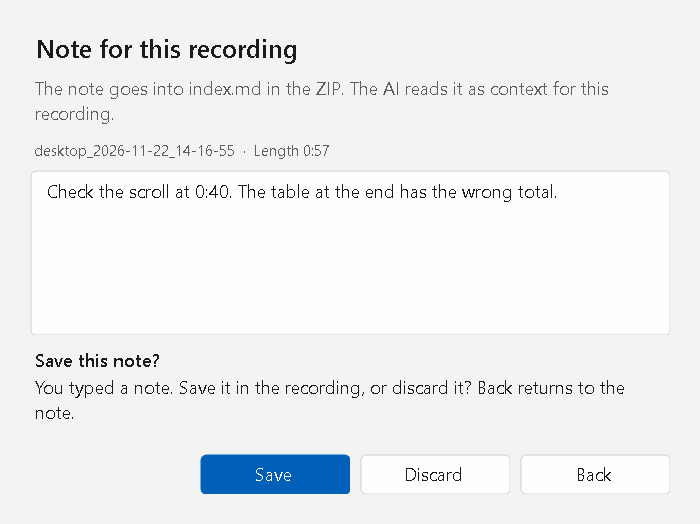 Note for this recording
The note goes into index.md in the ZIP. The AI reads it as context for this
recording.
desktop_2026-11-22_14-16-55 · Length 0:57
Check the scroll at 0:40. The table at the end has the wrong total.
Save this note?
You typed a note. Save it in the recording, or discard it? Back returns to the
note.
Save
Discard
Back